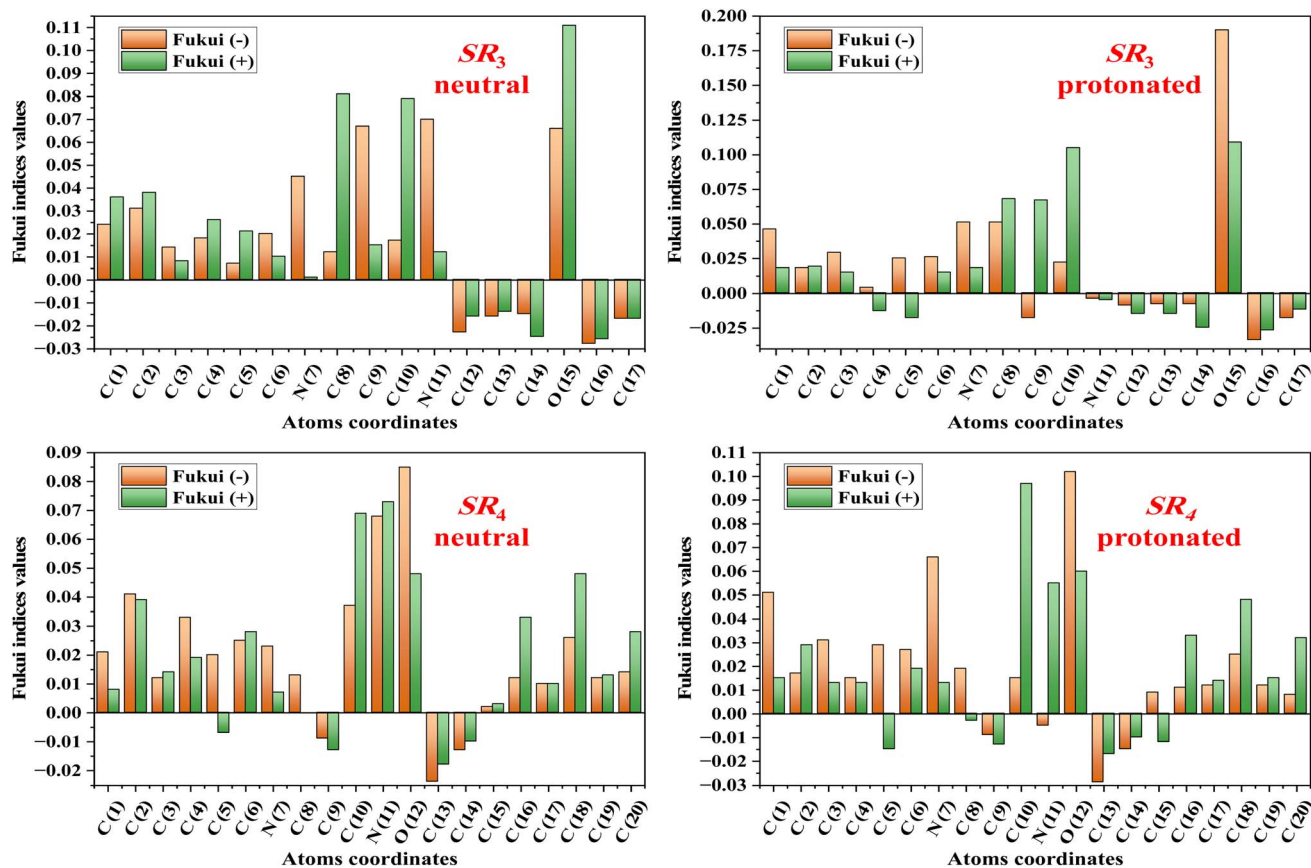 Fukui indices values
0.11
0.10
0.09
0.08
0.07
0.06
0.05
0.04
0.03
0.02
0.01
0.00
−0.01
−0.02
−0.03
Fukui (-)
Fukui (+)
SR3
neutral
C(1) C(2) C(3) C(4) C(5) C(6) N(7) C(8) C(9) C(10) N(11) C(12) C(13) C(14) O(15) C(16) C(17)
Atoms coordinates
Fukui indices values
0.200
0.175
0.150
0.125
0.100
0.075
0.050
0.025
0.000
−0.025
Fukui (-)
Fukui (+)
SR3
protonated
C(1) C(2) C(3) C(4) C(5) C(6) N(7) C(8) C(9) C(10) N(11) C(12) C(13) C(14) O(15) C(16) C(17)
Atoms coordinates
Fukui indices values
0.09
0.08
0.07
0.06
0.05
0.04
0.03
0.02
0.01
0.00
−0.01
−0.02
Fukui (-)
Fukui (+)
SR4
neutral
C(1) C(2) C(3) C(4) C(5) C(6) N(7) C(8) C(9) C(10) N(11) O(12) C(13) C(14) C(15) C(16) C(17) C(18) C(19) C(20)
Atoms coordinates
Fukui indices values
0.11
0.10
0.09
0.08
0.07
0.06
0.05
0.04
0.03
0.02
0.01
0.00
−0.01
−0.02
−0.03
Fukui (-)
Fukui (+)
SR4
protonated
C(1) C(2) C(3) C(4) C(5) C(6) N(7) C(8) C(9) C(10) N(11) O(12) C(13) C(14) C(15) C(16) C(17) C(18) C(19) C(20)
Atoms coordinates